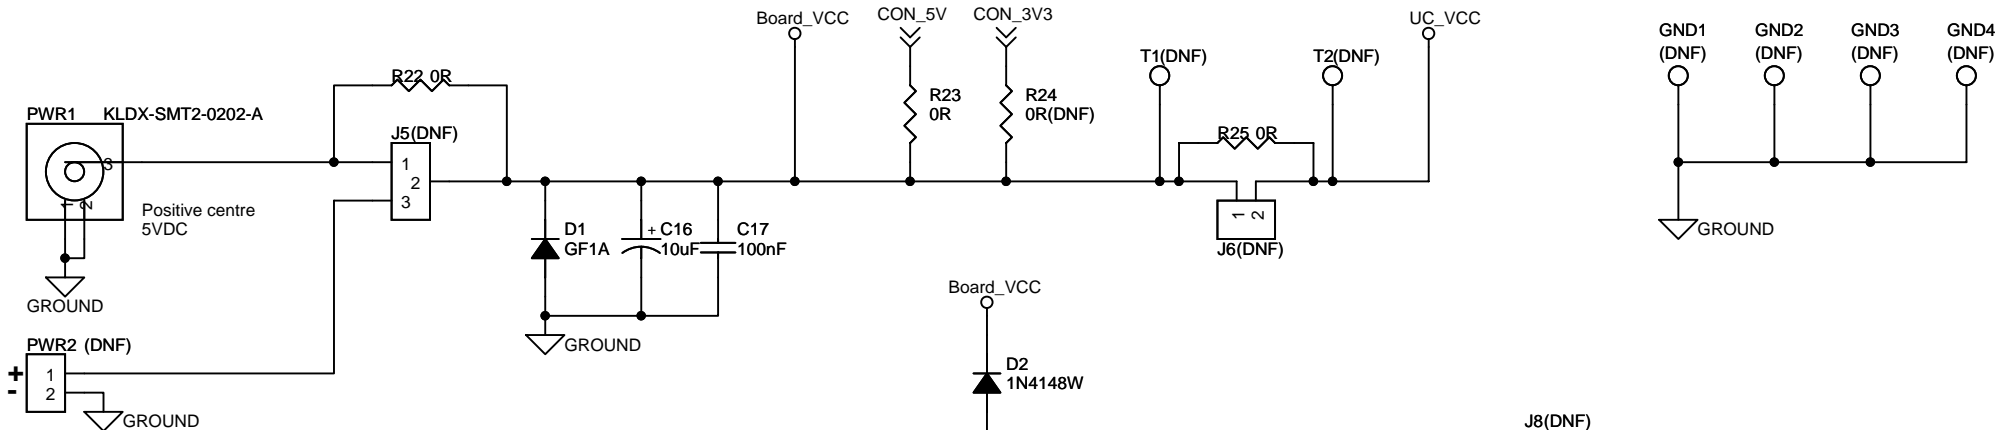 Board_VCC
CON_5V
CON_3V3
UC_VCC
T1(DNF)
T2(DNF)
GND1
(DNF)
GND2
(DNF)
GND3
(DNF)
GND4
(DNF)
R22 0R
R23
0R
R24
0R(DNF)
PWR1
KLDX-SMT2-0202-A
J5(DNF)
R25 0R
3
1
2
1
2
3
Positive centre
5VDC
1
2
J6(DNF)
D1
GF1A
+ C16
10uF
C17
100nF
GROUND
GROUND
GROUND
Board_VCC
PWR2 (DNF)
+
-
1
2
GROUND
D2
1N4148W
J8(DNF)